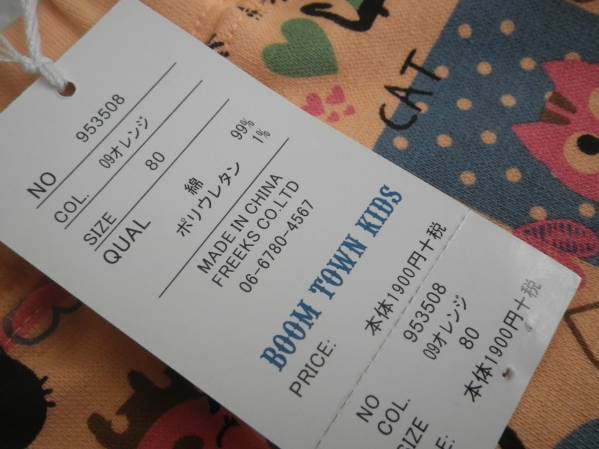 NO 953508
COL. 09オレンジ
SIZE 80
QUAL 綿 99%
ポリウレタン 1%
MADE IN CHINA
FREEKS CO.LTD
06-6780-4567
BOOM TOWN KIDS
PRICE: 本体1900円+税
NO 953508
COL. 09オレンジ
SIZE 80
本体1900円+税
CAT